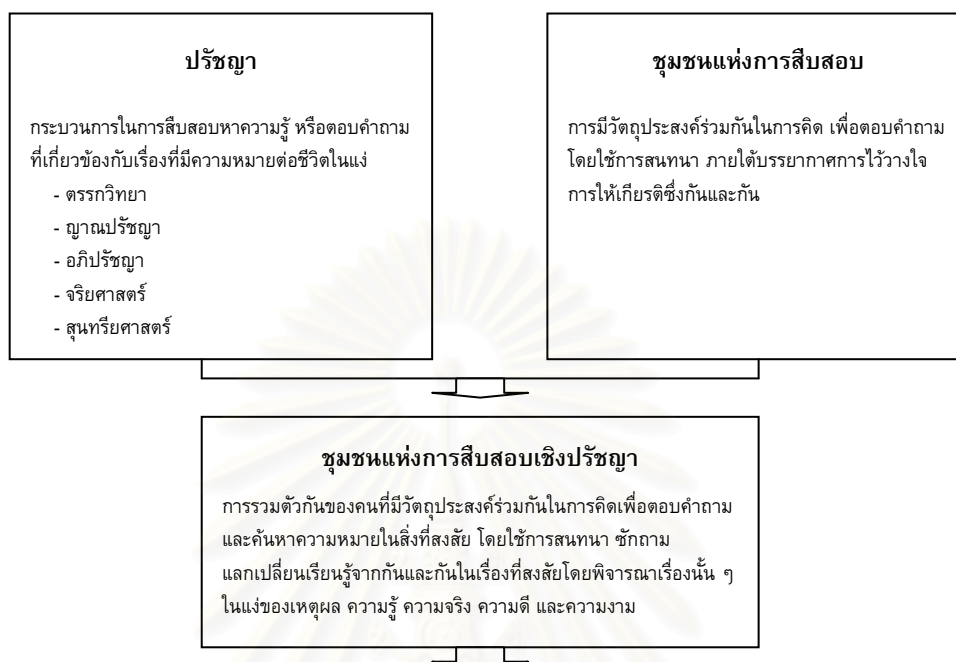 ปรัชญา
กระบวนการในการสืบสอบหาความรู้ หรือตอบคำถาม
ที่เกี่ยวข้องกับเรื่องที่มีความหมายต่อชีวิตในแง่
- ตรรกวิทยา
- ญาณปรัชญา
- อภิปรัชญา
- จริยศาสตร์
- สุนทรียศาสตร์
ชุมชนแห่งการสืบสอบ
การมีวัตถุประสงค์ร่วมกันในการคิด เพื่อตอบคำถาม
โดยใช้การสนทนา ภายใต้บรรยากาศการไว้วางใจ
การให้เกียรติซึ่งกันและกัน
ชุมชนแห่งการสืบสอบเชิงปรัชญา
การรวมตัวกันของคนที่มีวัตถุประสงค์ร่วมกันในการคิดเพื่อตอบคำถาม
และค้นหาความหมายในสิ่งที่สงสัย โดยใช้การสนทนา ซักถาม
แลกเปลี่ยนเรียนรู้จากกันและกันในเรื่องที่สงสัยโดยพิจารณาเรื่องนั้น ๆ
ในแง่ของเหตุผล ความรู้ ความจริง ความดี และความงาม